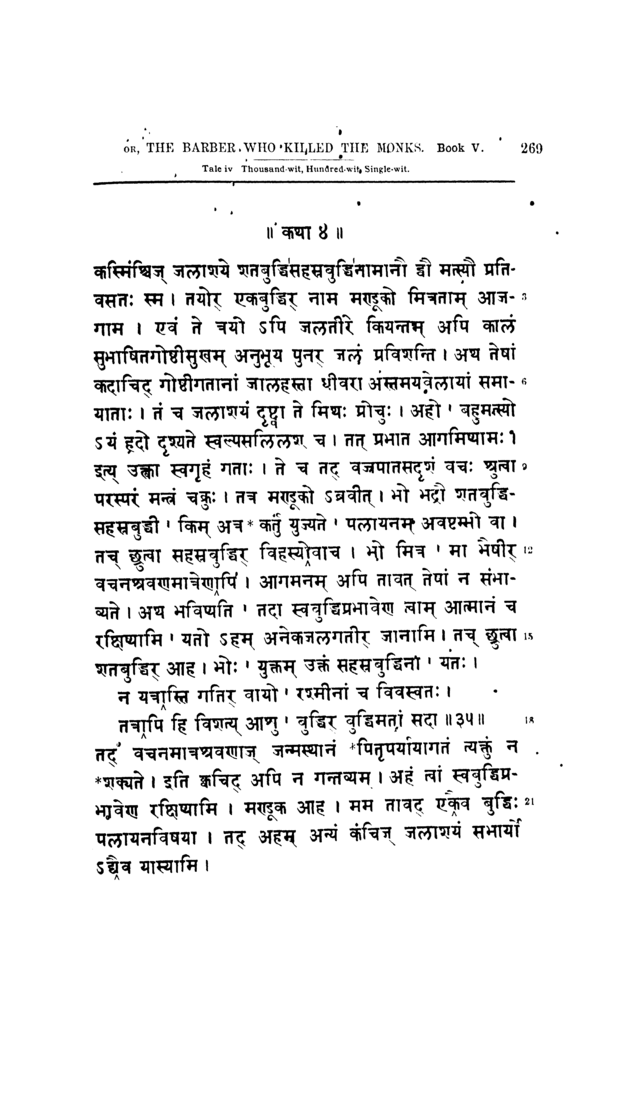 OR, THE BARBER WHO KILLED THE MONKS. Book V. 269
Tale iv Thousand-wit, Hundred-wit, Single-wit.
॥ कथा ४ ॥
कस्मिंश्चिज् जलाशये शतबुद्धिसहस्रबुद्धिनामानौ द्वौ मत्स्यौ प्रति-
वसतः स्म । तयोर् एकबुद्धिर् नाम मण्डूको मित्रताम् आज- 3
गाम । एवं ते त्रयो ऽपि जलतीरे कियन्तम् अपि कालं
सुभाषितगोष्ठीसुखम् अनुभूय पुनर् जलं प्रविशन्ति । अथ तेषां
कदाचिद् गोष्ठीगतानां जालहस्ता धीवरा अस्तमयवेलायां समा- 6
याताः । तं च जलाशयं दृष्ट्वा ते मिथः प्रोचुः । अहो ' बहुमत्स्यो
ऽयं ह्रदो दृश्यते स्वल्पसलिलश् च । तत् प्रभात आगमिष्यामः ।
इत्य् उक्त्वा स्वगृहं गताः । ते च तद् वज्रपातसदृशं वचः श्रुत्वा 9
परस्परं मन्त्रं चक्रुः । तत्र मण्डूको ऽब्रवीत् । भो भद्रौ शतबुद्धि-
सहस्रबुद्धी ' किम् अत्र* कर्तुं युज्यते ' पलायनम् अवष्टम्भो वा ।
तच् छ्रुत्वा सहस्रबुद्धिर् विहस्योवाच । भो मित्र ' मा भैषीर् 12
वचनश्रवणमात्रेणापि । आगमनम् अपि तावत् तेषां न संभा-
व्यते । अथ भविष्यति ' तदा स्वबुद्धिप्रभावेण त्वाम् आत्मानं च
रक्षिष्यामि ' यतो ऽहम् अनेकजलगतीर् जानामि । तच् छ्रुत्वा 15
शतबुद्धिर् आह । भोः ' युक्तम् उक्तं सहस्रबुद्धिना ' यतः ।
न यत्रास्ति गतिर् वायो ' रश्मीनां च विवस्वतः ।
तत्रापि हि विशत्य् आशु ' बुद्धिर् बुद्धिमतां सदा ॥३५॥ 18
तद् वचनमात्रश्रवणाज् जन्मस्थानं *पितृपर्यायागतं त्यक्तुं न
*शक्यते । इति क्वचिद् अपि न गन्तव्यम् । अहं त्वां स्वबुद्धिप्र-
भावेण रक्षिष्यामि । मण्डूक आह । मम तावद् एकैव बुद्धिः 21
पलायनविषया । तद् अहम् अन्यं कंचिज् जलाशयं सभार्यो
ऽद्यैव यास्यामि ।